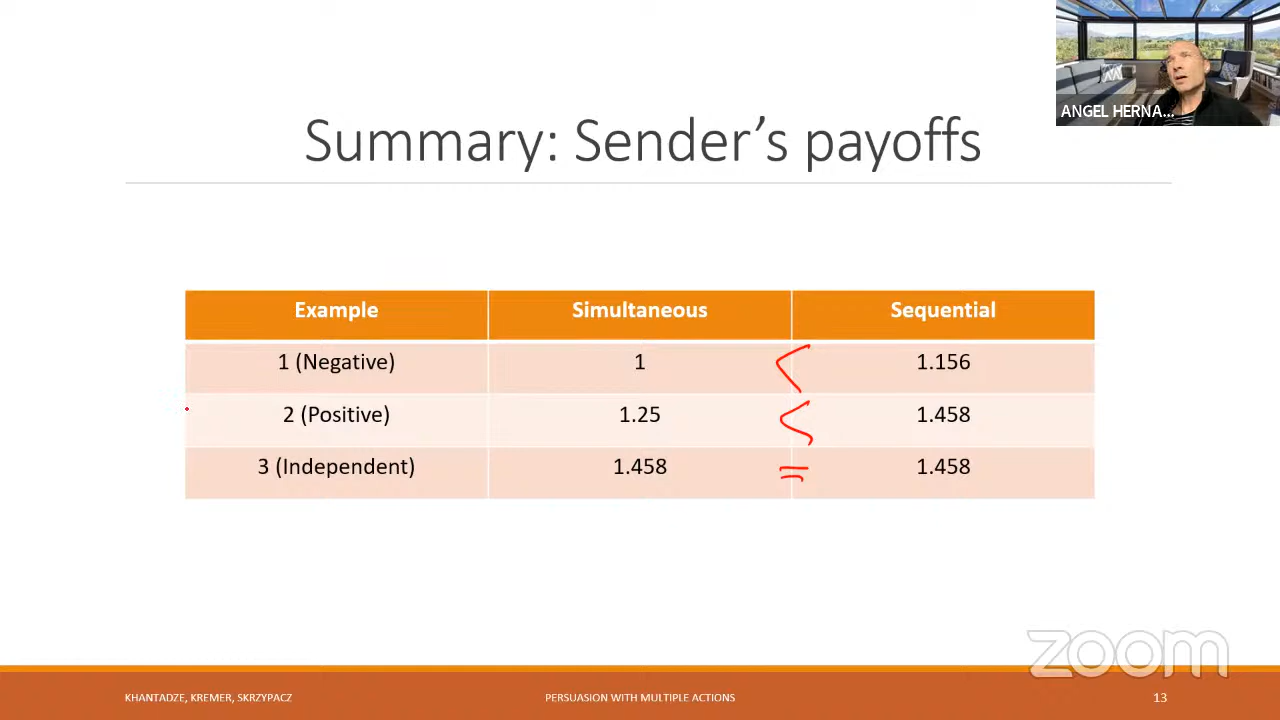 ANGEL HERNA...
Summary: Sender’s payoffs
Example Simultaneous Sequential
1 (Negative) 1 < 1.156
2 (Positive) 1.25 < 1.458
3 (Independent) 1.458 = 1.458
zoom
KHANTADZE, KREMER, SKRZYPACZ PERSUASION WITH MULTIPLE ACTIONS 13